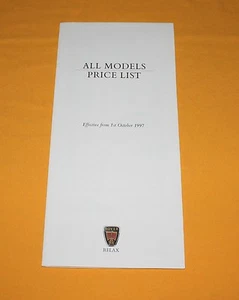 ALL MODELS
PRICE LIST
Effective from 1st October 1997
RELAX